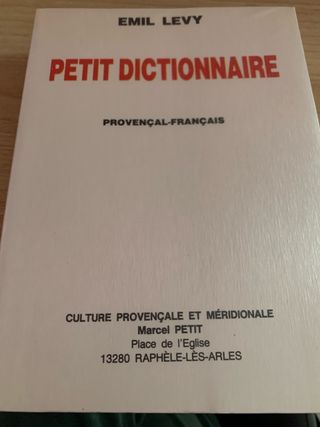 EMIL LEVY
PETIT DICTIONNAIRE
PROVENÇAL-FRANÇAIS
CULTURE PROVENÇALE ET MÉRIDIONALE
Marcel PETIT
Place de l'Eglise
13280 RAPHÈLE-LÈS-ARLES